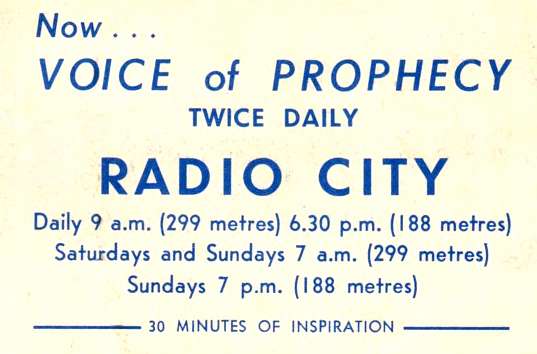 Now . . .
VOICE of PROPHECY
TWICE DAILY
RADIO CITY
Daily 9 a.m. (299 metres) 6.30 p.m. (188 metres)
Saturdays and Sundays 7 a.m. (299 metres)
Sundays 7 p.m. (188 metres)
30 MINUTES OF INSPIRATION